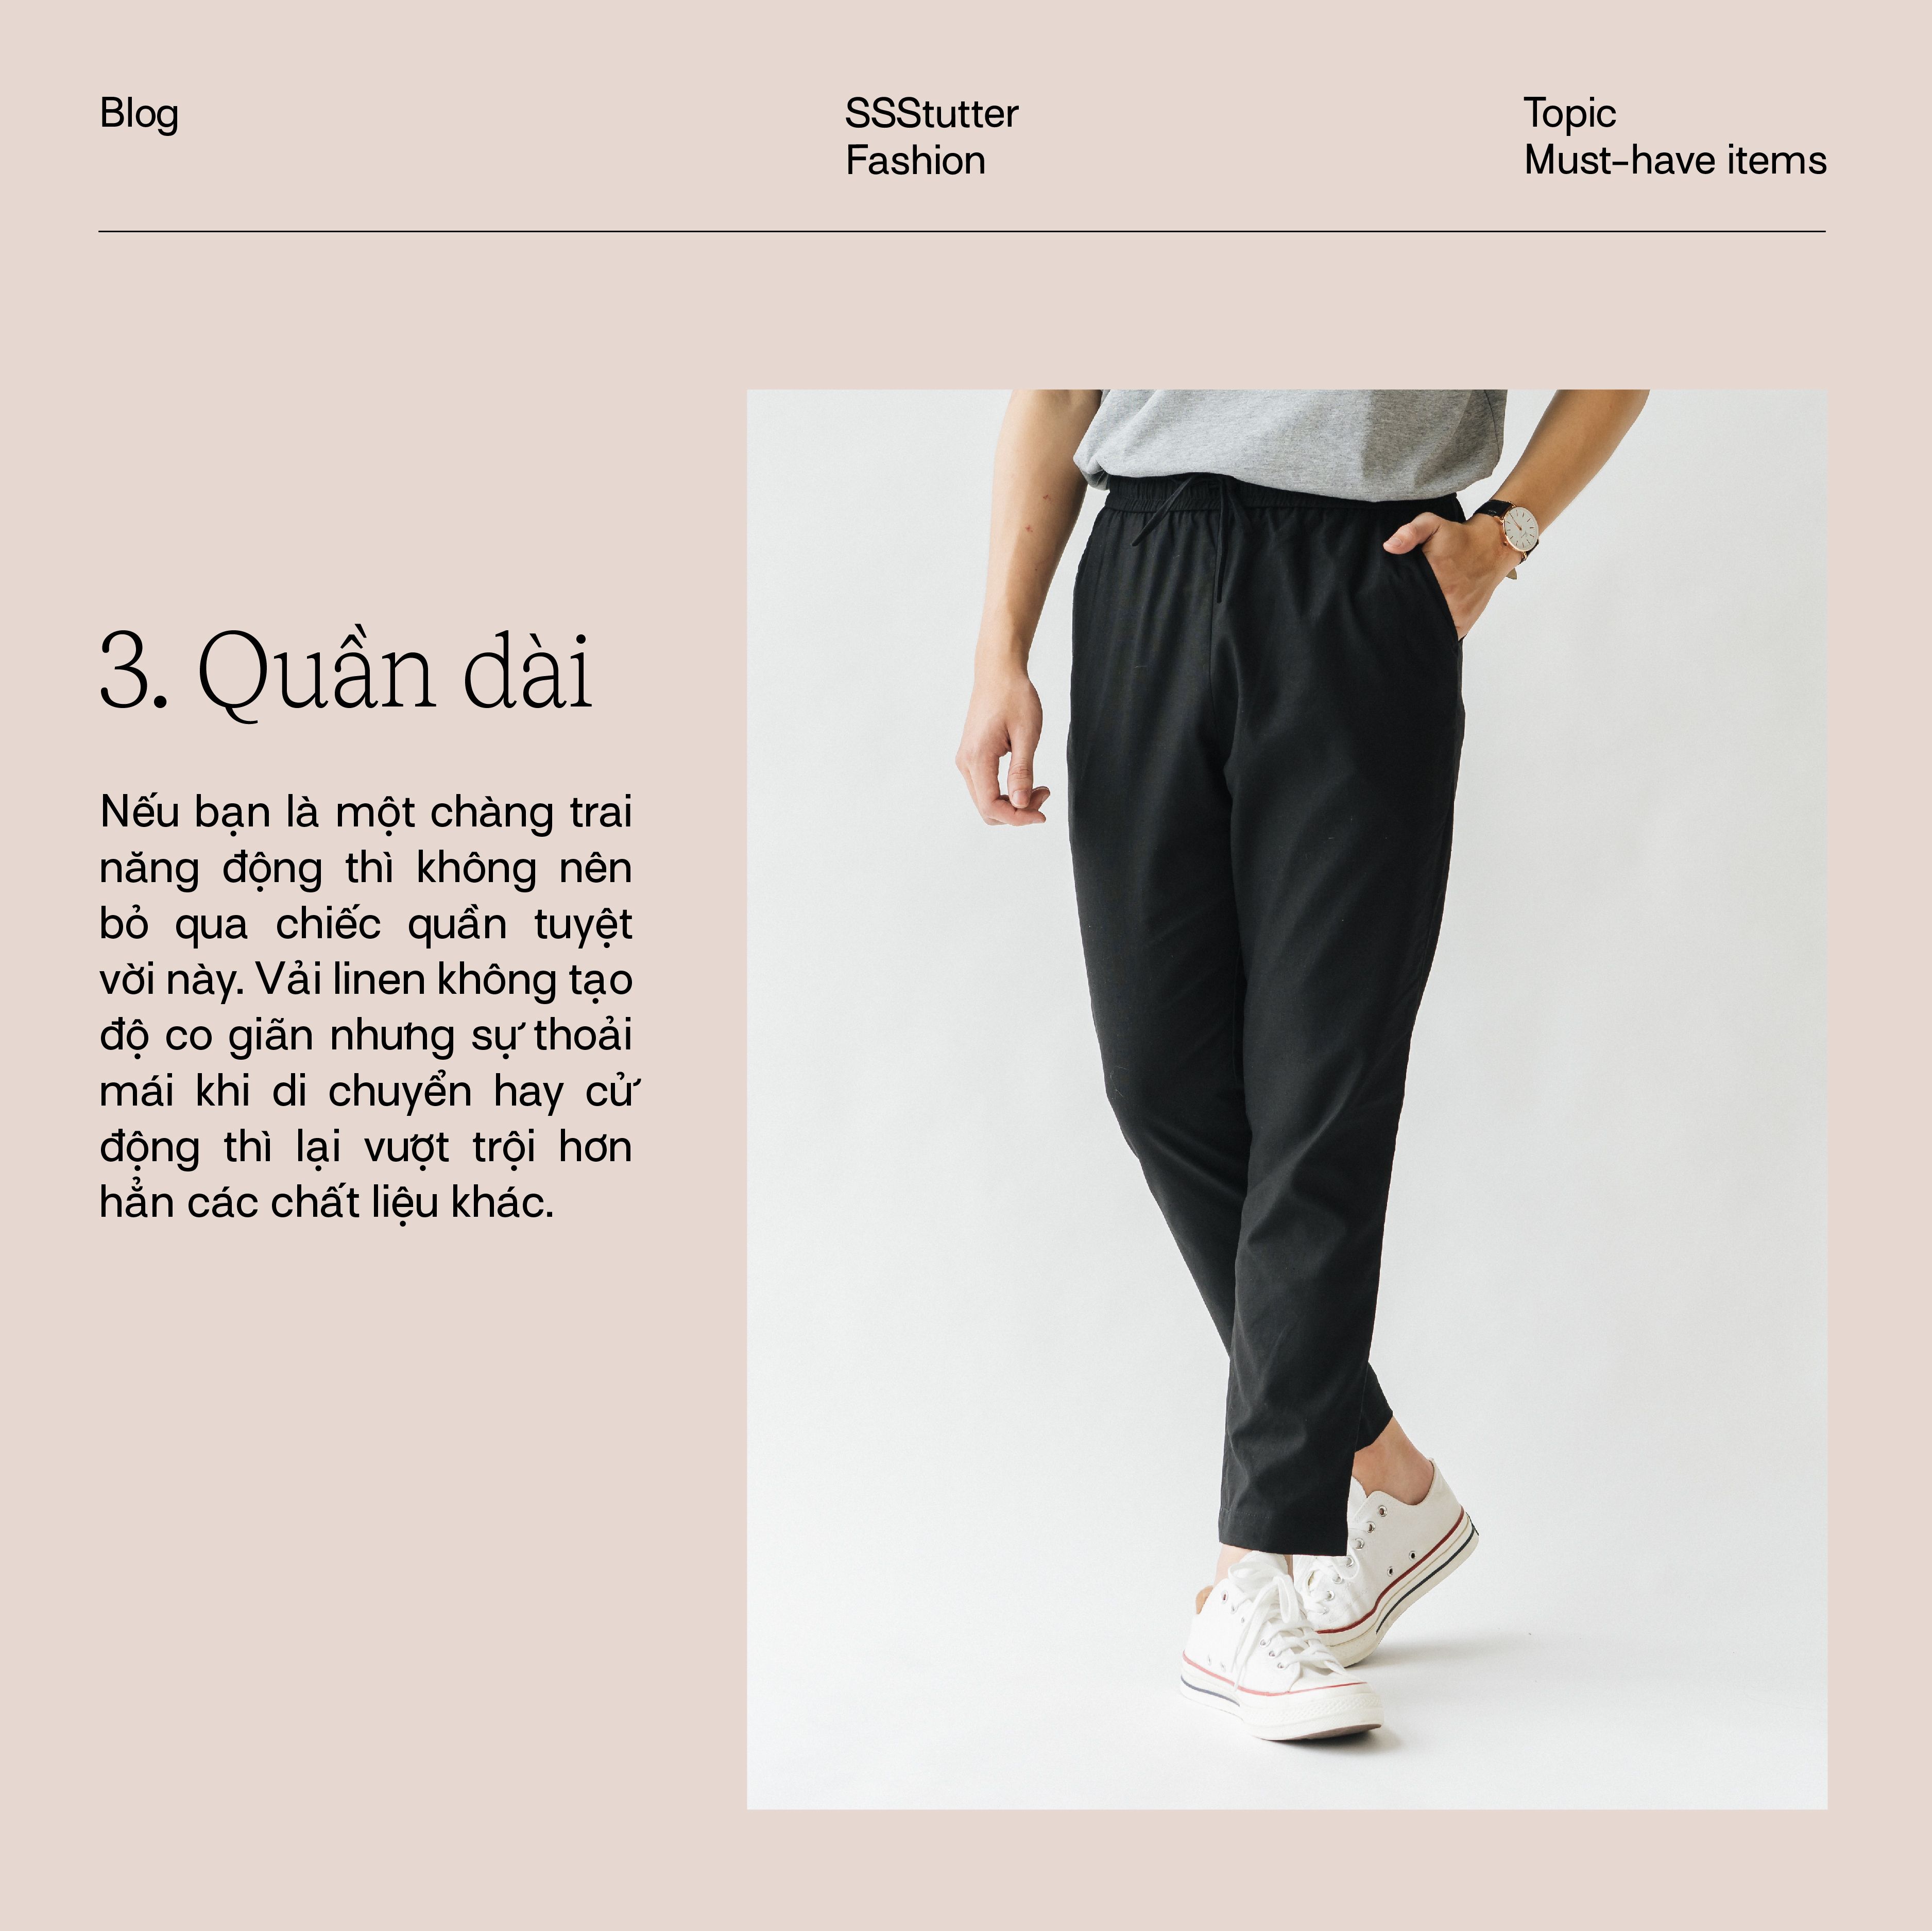 Blog
SSStutter
Fashion
Topic
Must-have items
3. Quần dài
Nếu bạn là một chàng trai
năng động thì không nên
bỏ qua chiếc quần tuyệt
vời này. Vải linen không tạo
độ co giãn nhưng sự thoải
mái khi di chuyển hay cử
động thì lại vượt trội hơn
hẳn các chất liệu khác.